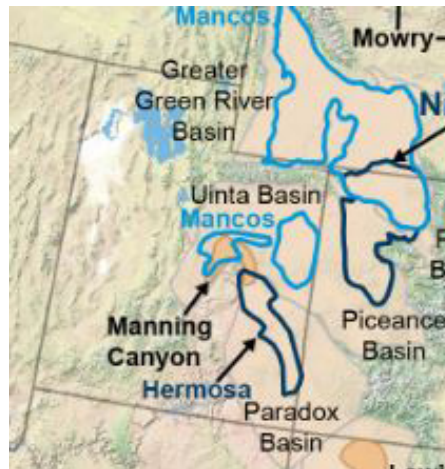 Mancos
Mowry
Greater
Green River
Basin
Uinta Basin
Mancos
Manning
Canyon
Piceance
Basin
Hermosa
Paradox
Basin